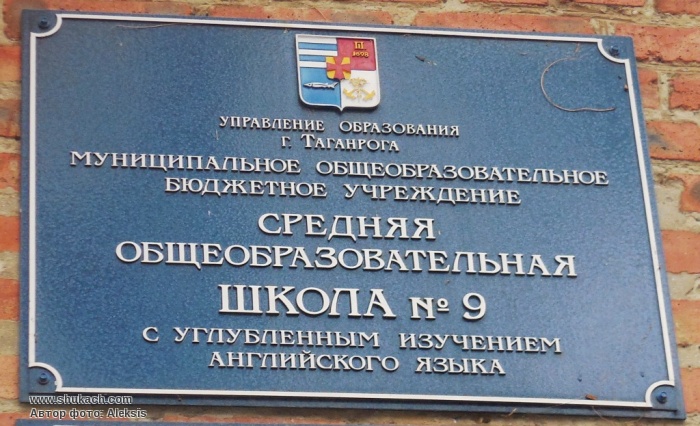 УПРАВЛЕНИЕ ОБРАЗОВАНИЯ
Г. ТАГАНРОГА
МУНИЦИПАЛЬНОЕ ОБЩЕОБРАЗОВАТЕЛЬНОЕ
БЮДЖЕТНОЕ УЧРЕЖДЕНИЕ
СРЕДНЯЯ
ОБЩЕОБРАЗОВАТЕЛЬНАЯ
ШКОЛА № 9
С УГЛУБЛЕННЫМ ИЗУЧЕНИЕМ
АНГЛИЙСКОГО ЯЗЫКА
www.shukach.com
Автор фото: Aleksis